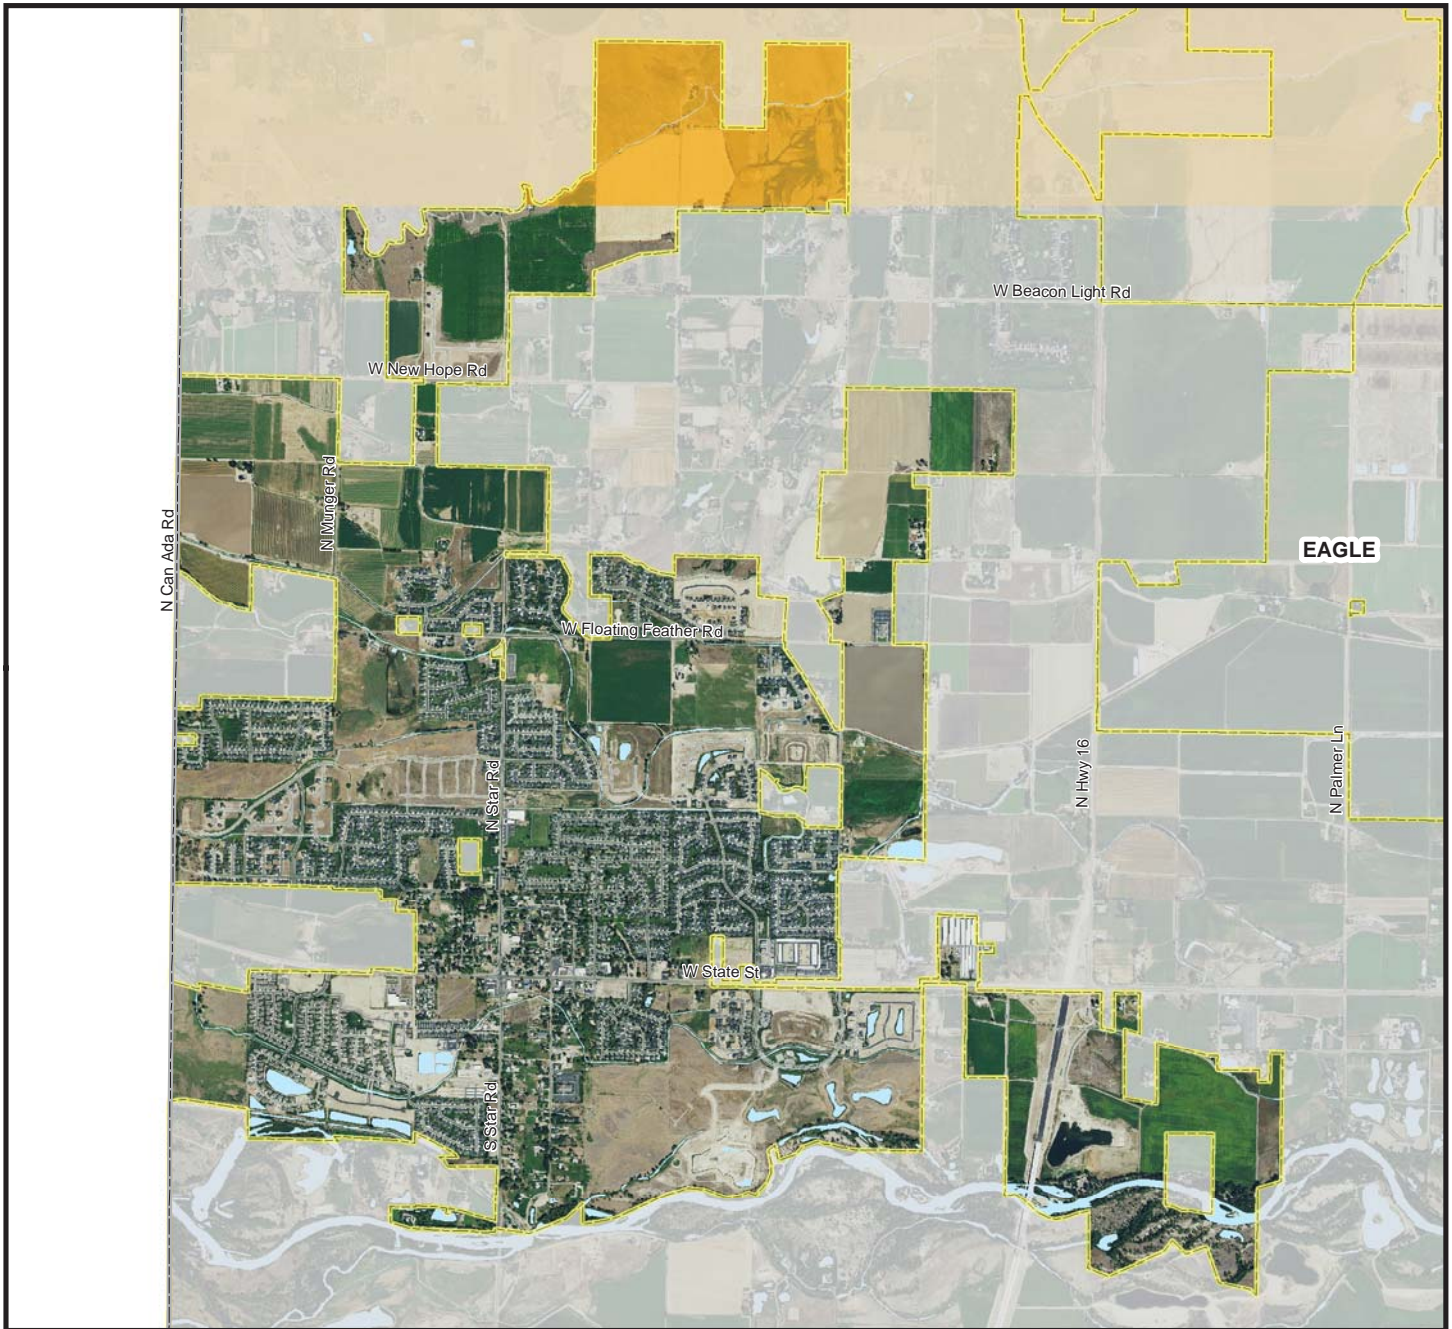 W Beacon Light Rd
W New Hope Rd
N Munger Rd
N Can Ada Rd
EAGLE
W Floating Feather Rd
N Star Rd
N Hwy 16
N Palmer Ln
W State St
S Star Rd